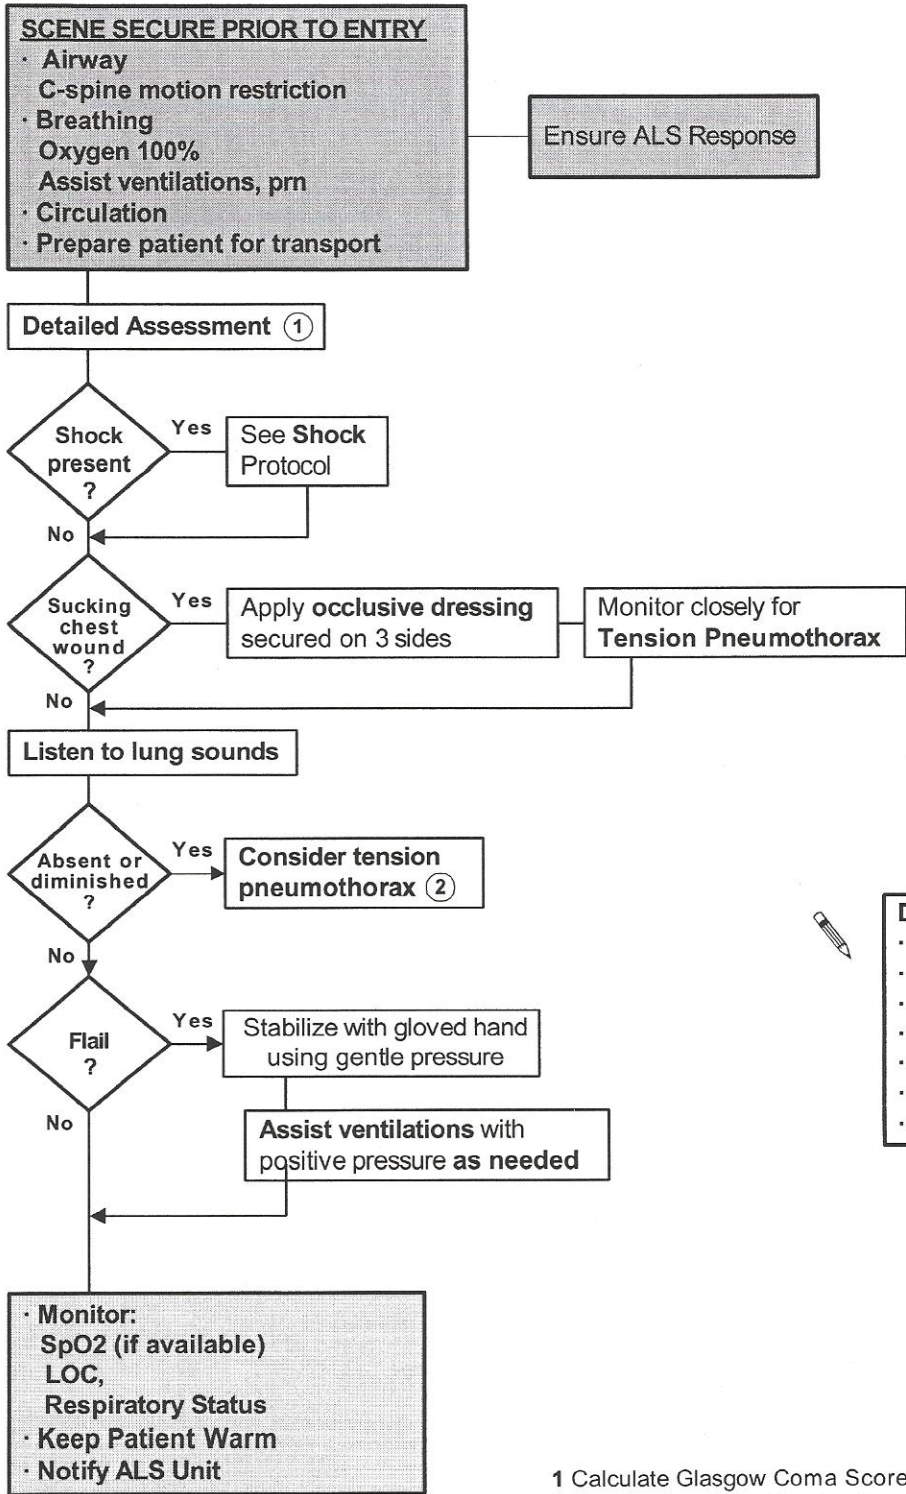 SCENE SECURE PRIOR TO ENTRY
· Airway
C-spine motion restriction
· Breathing
Oxygen 100%
Assist ventilations, prn
· Circulation
· Prepare patient for transport
Ensure ALS Response
Detailed Assessment 1
Shock
present
?
Yes
See Shock
Protocol
No
Sucking
chest
wound
?
Yes
Apply occlusive dressing
secured on 3 sides
Monitor closely for
Tension Pneumothorax
No
Listen to lung sounds
Absent or
diminished
?
Yes
Consider tension
pneumothorax 2
No
Flail
?
Yes
Stabilize with gloved hand
using gentle pressure
No
Assist ventilations with
positive pressure as needed
· Monitor:
SpO2 (if available)
LOC,
Respiratory Status
· Keep Patient Warm
· Notify ALS Unit
1 Calculate Glasgow Coma Score